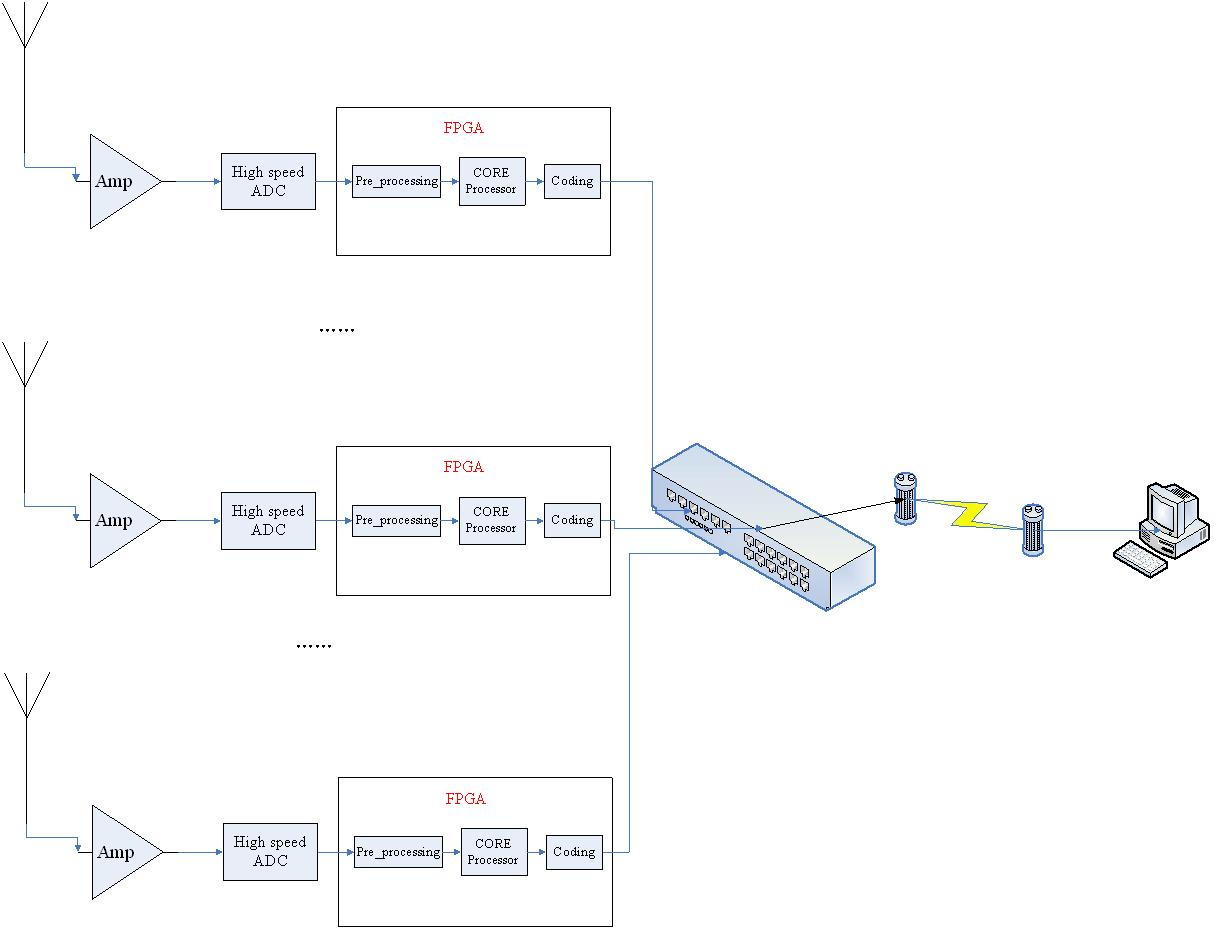 FPGA
Amp
High speed
ADC
Pre_processing
CORE
Processor
Coding
......
FPGA
Amp
High speed
ADC
Pre_processing
CORE
Processor
Coding
......
FPGA
Amp
High speed
ADC
Pre_processing
CORE
Processor
Coding